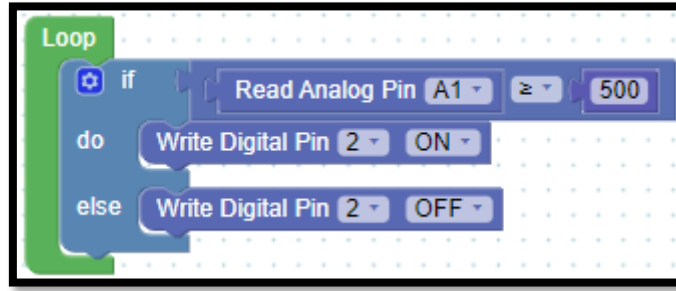 Loop
if Read Analog Pin A1 ≥ 500
do Write Digital Pin 2 ON
else Write Digital Pin 2 OFF